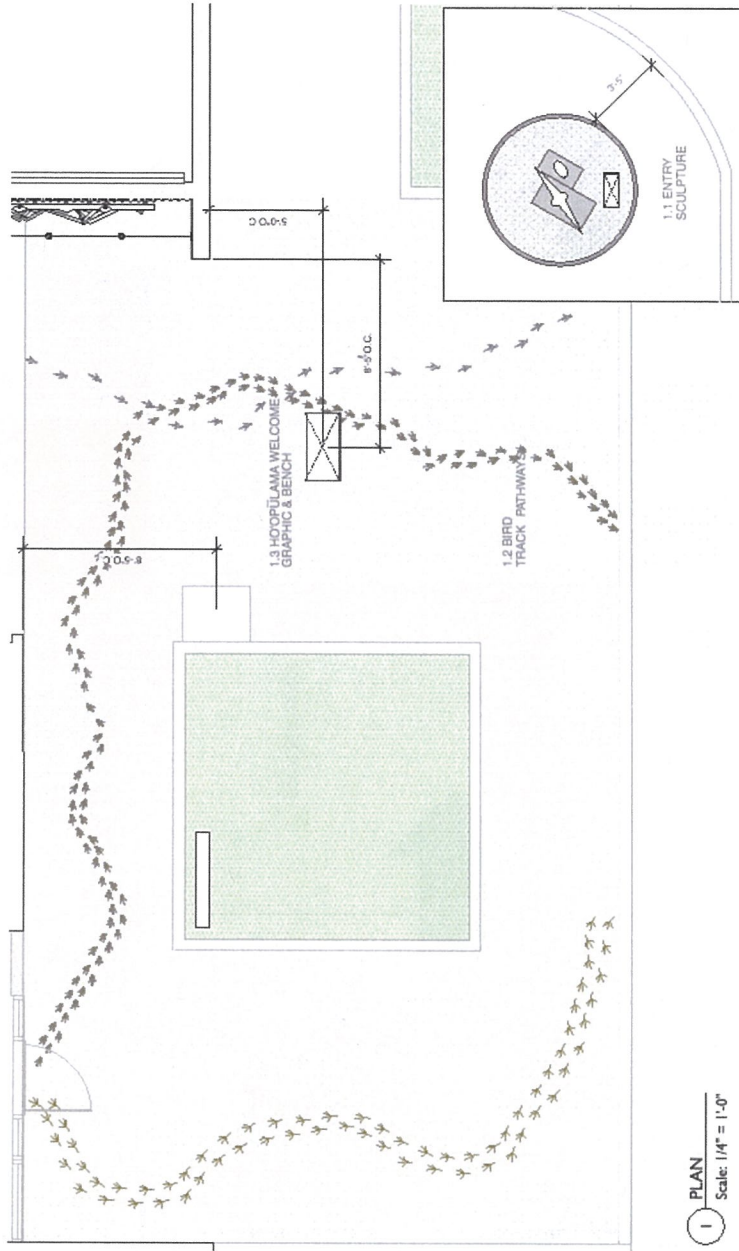 5'-0"O.C
3'-5"
1.1 ENTRY
SCULPTURE
8'-5"O.C.
1.3 HO'OPŪLAMA WELCOME
GRAPHIC & BENCH
8'-5"O.C.
1.2 BIRD
TRACK PATHWAYS
1
PLAN
Scale: 1/4" = 1'-0"